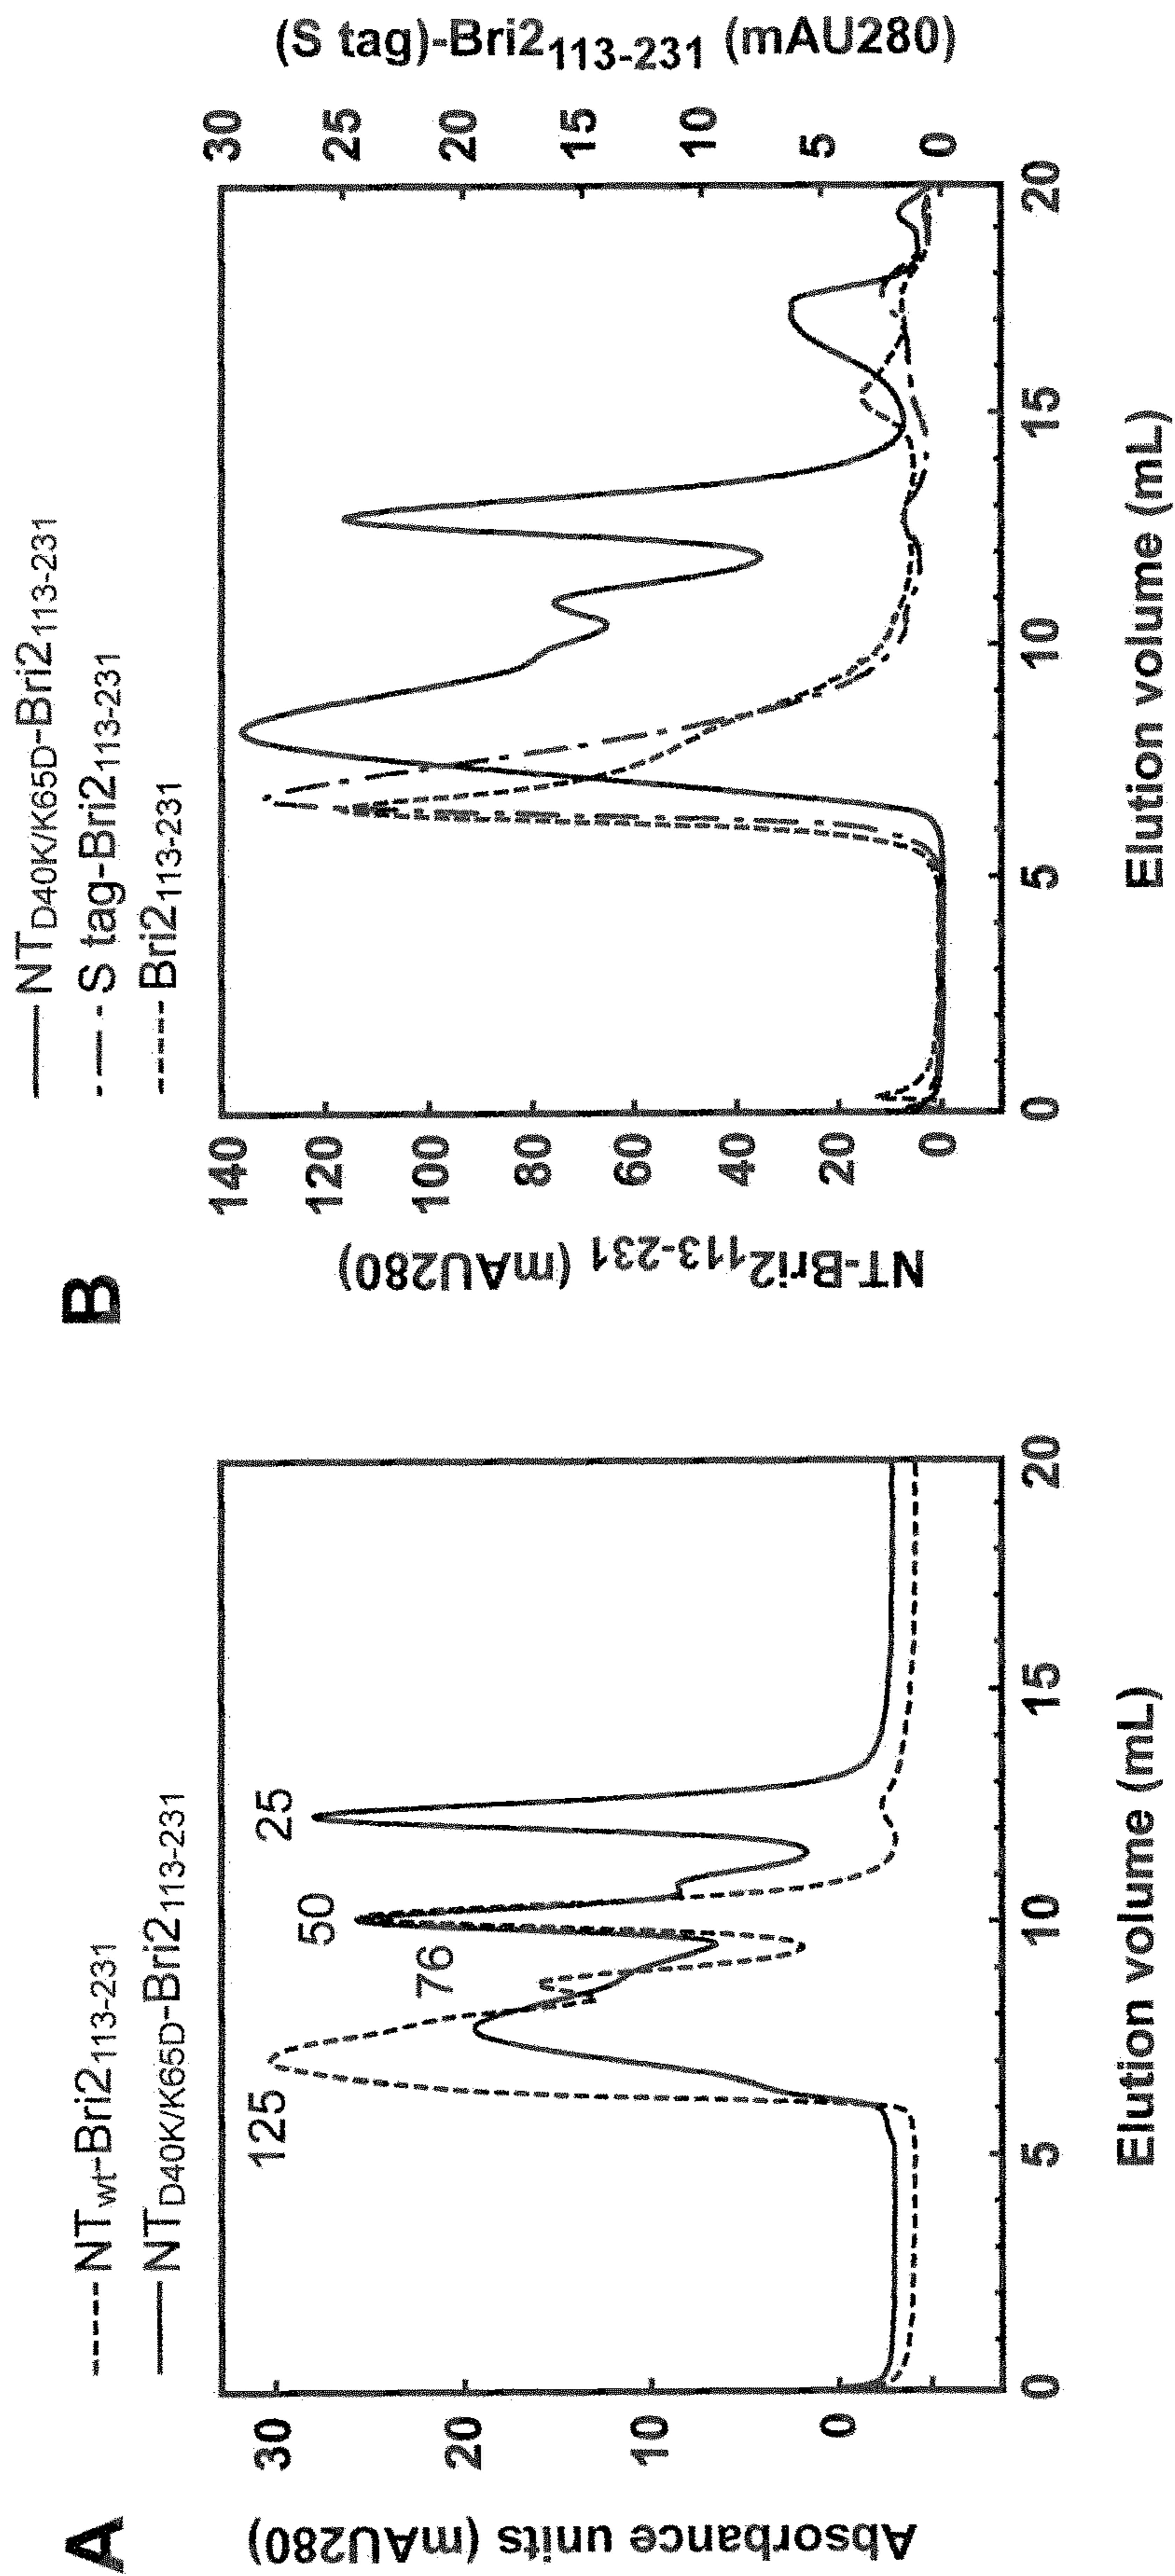 A
NTwt-Bri2113-231
NTD40K/K65D-Bri2113-231
Absorbance units (mAU280)
30
20
10
0
125
76
50
25
0
5
10
15
20
Elution volume (mL)
B
NTD40K/K65D-Bri2113-231
S tag-Bri2113-231
Bri2113-231
NT-Bri2113-231 (mAU280)
140
120
100
80
60
40
20
0
(S tag)-Bri2113-231 (mAU280)
30
25
20
15
10
5
0
0
5
10
15
20
Elution volume (mL)